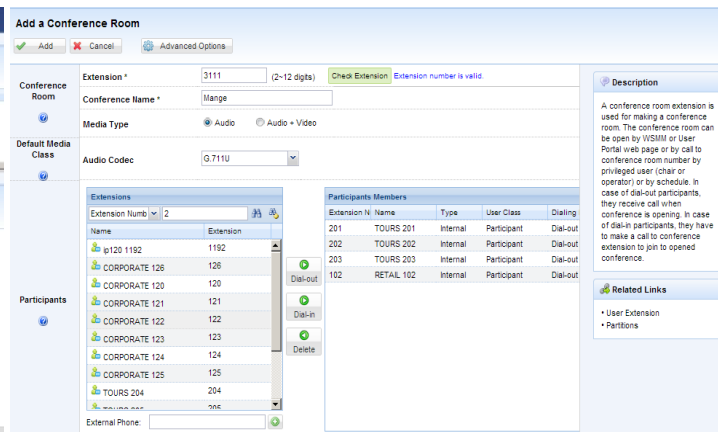 Add a Conference Room
Add Cancel Advanced Options
Conference Room
Extension * 3111 (2~12 digits) Check Extension Extension number is valid.
Conference Name * Mange
Media Type Audio Audio + Video
Default Media Class
Audio Codec G.711U
Participants
Extensions
Extension Numb 2
Name Extension
ip120 1192 1192
CORPORATE 126 126
CORPORATE 120 120
CORPORATE 121 121
CORPORATE 122 122
CORPORATE 123 123
CORPORATE 124 124
CORPORATE 125 125
TOURS 204 204
205
External Phone:
Dial-out
Dial-in
Delete
Participants Members
Extension N Name Type User Class Dialing
201 TOURS 201 Internal Participant Dial-out
202 TOURS 202 Internal Participant Dial-out
203 TOURS 203 Internal Participant Dial-out
102 RETAIL 102 Internal Participant Dial-out
Description
A conference room extension is
used for making a conference
room. The conference room can
be open by WSMM or User
Portal web page or by call to
conference room number by
privileged user (chair or
operator) or by schedule. In
case of dial-out participants,
they receive call when
conference is opening. In case
of dial-in participants, they have
to make a call to conference
extension to join to opened
conference.
Related Links
• User Extension
• Partitions